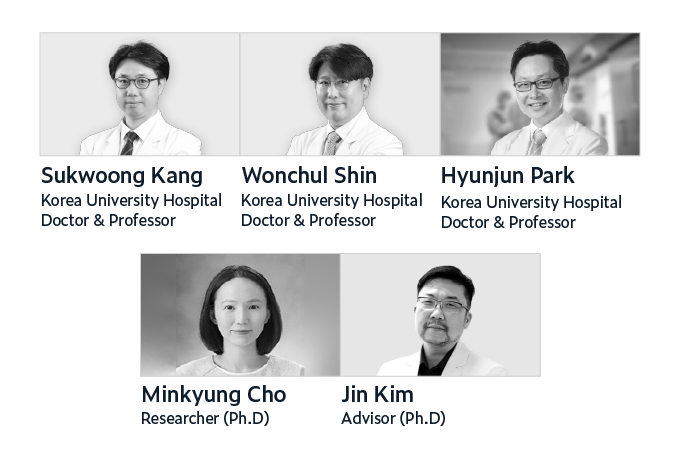 Sukwoong Kang
Korea University Hospital
Doctor & Professor
Wonchul Shin
Korea University Hospital
Doctor & Professor
Hyunjun Park
Korea University Hospital
Doctor & Professor
Minkyung Cho
Researcher (Ph.D)
Jin Kim
Advisor (Ph.D)